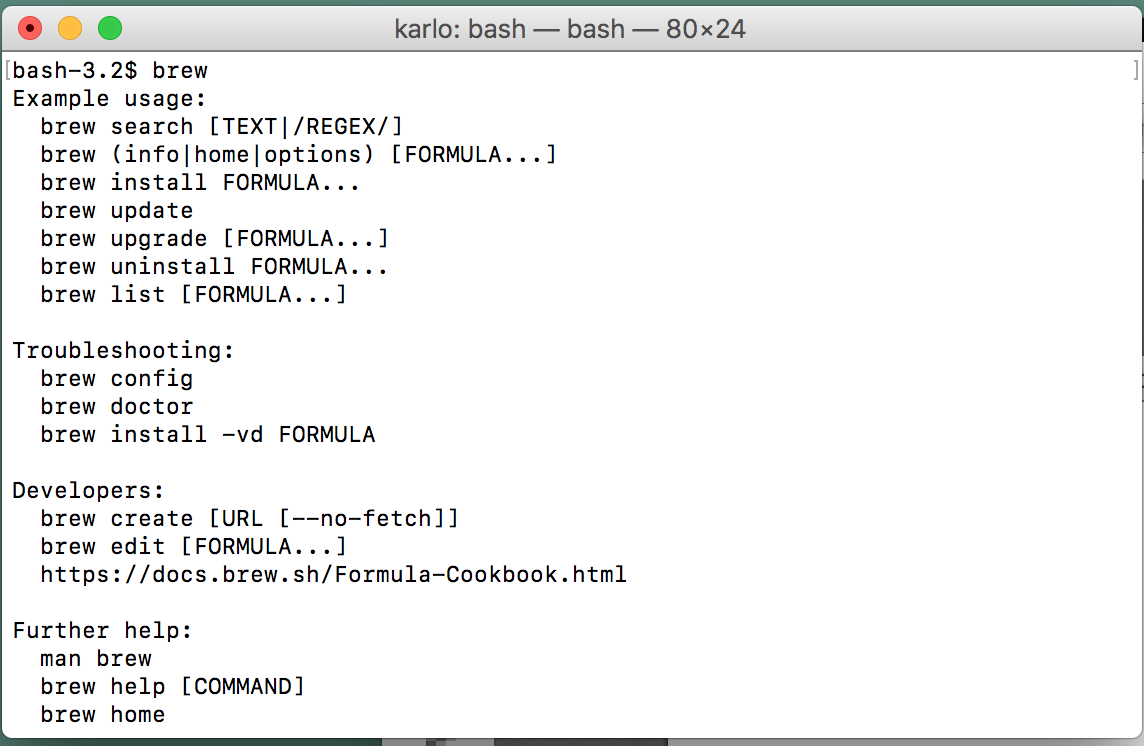 karlo: bash — bash — 80×24
[bash-3.2$ brew ]
Example usage:
  brew search [TEXT|/REGEX/]
  brew (info|home|options) [FORMULA...]
  brew install FORMULA...
  brew update
  brew upgrade [FORMULA...]
  brew uninstall FORMULA...
  brew list [FORMULA...]

Troubleshooting:
  brew config
  brew doctor
  brew install -vd FORMULA

Developers:
  brew create [URL [--no-fetch]]
  brew edit [FORMULA...]
  https://docs.brew.sh/Formula-Cookbook.html

Further help:
  man brew
  brew help [COMMAND]
  brew home